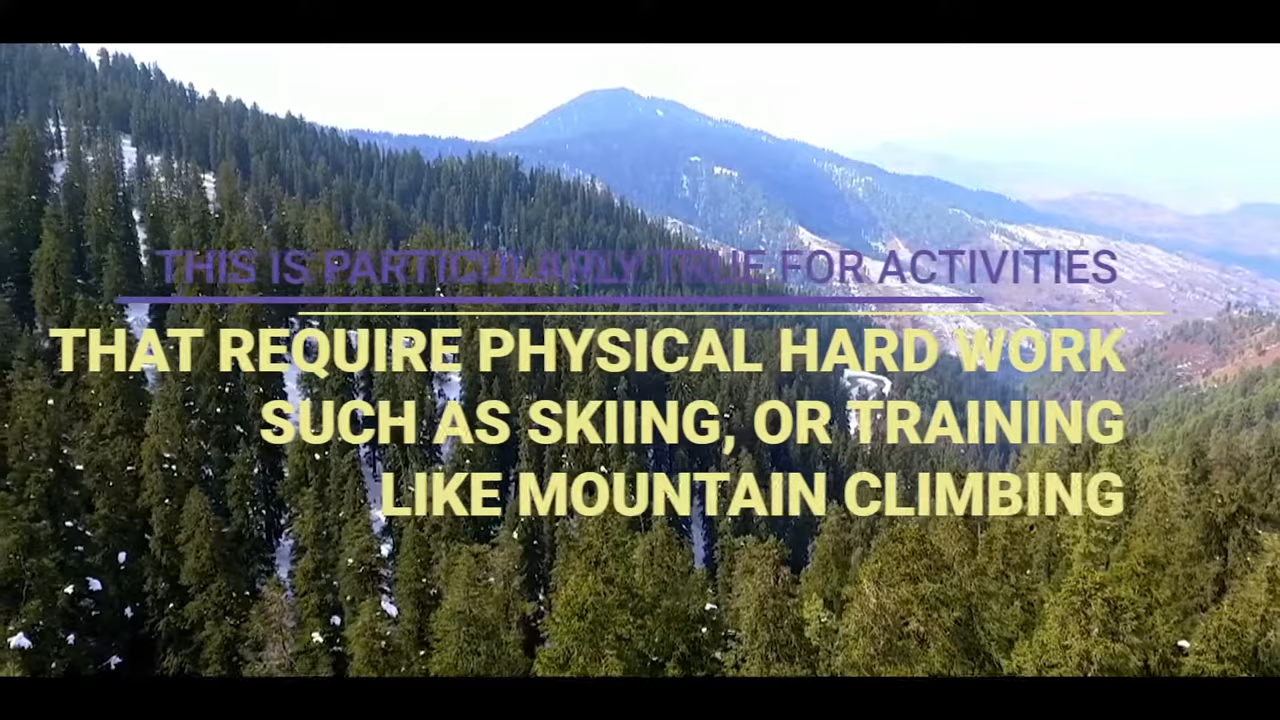 THIS IS PARTICULARLY TRUE FOR ACTIVITIES
THAT REQUIRE PHYSICAL HARD WORK
SUCH AS SKIING, OR TRAINING
LIKE MOUNTAIN CLIMBING